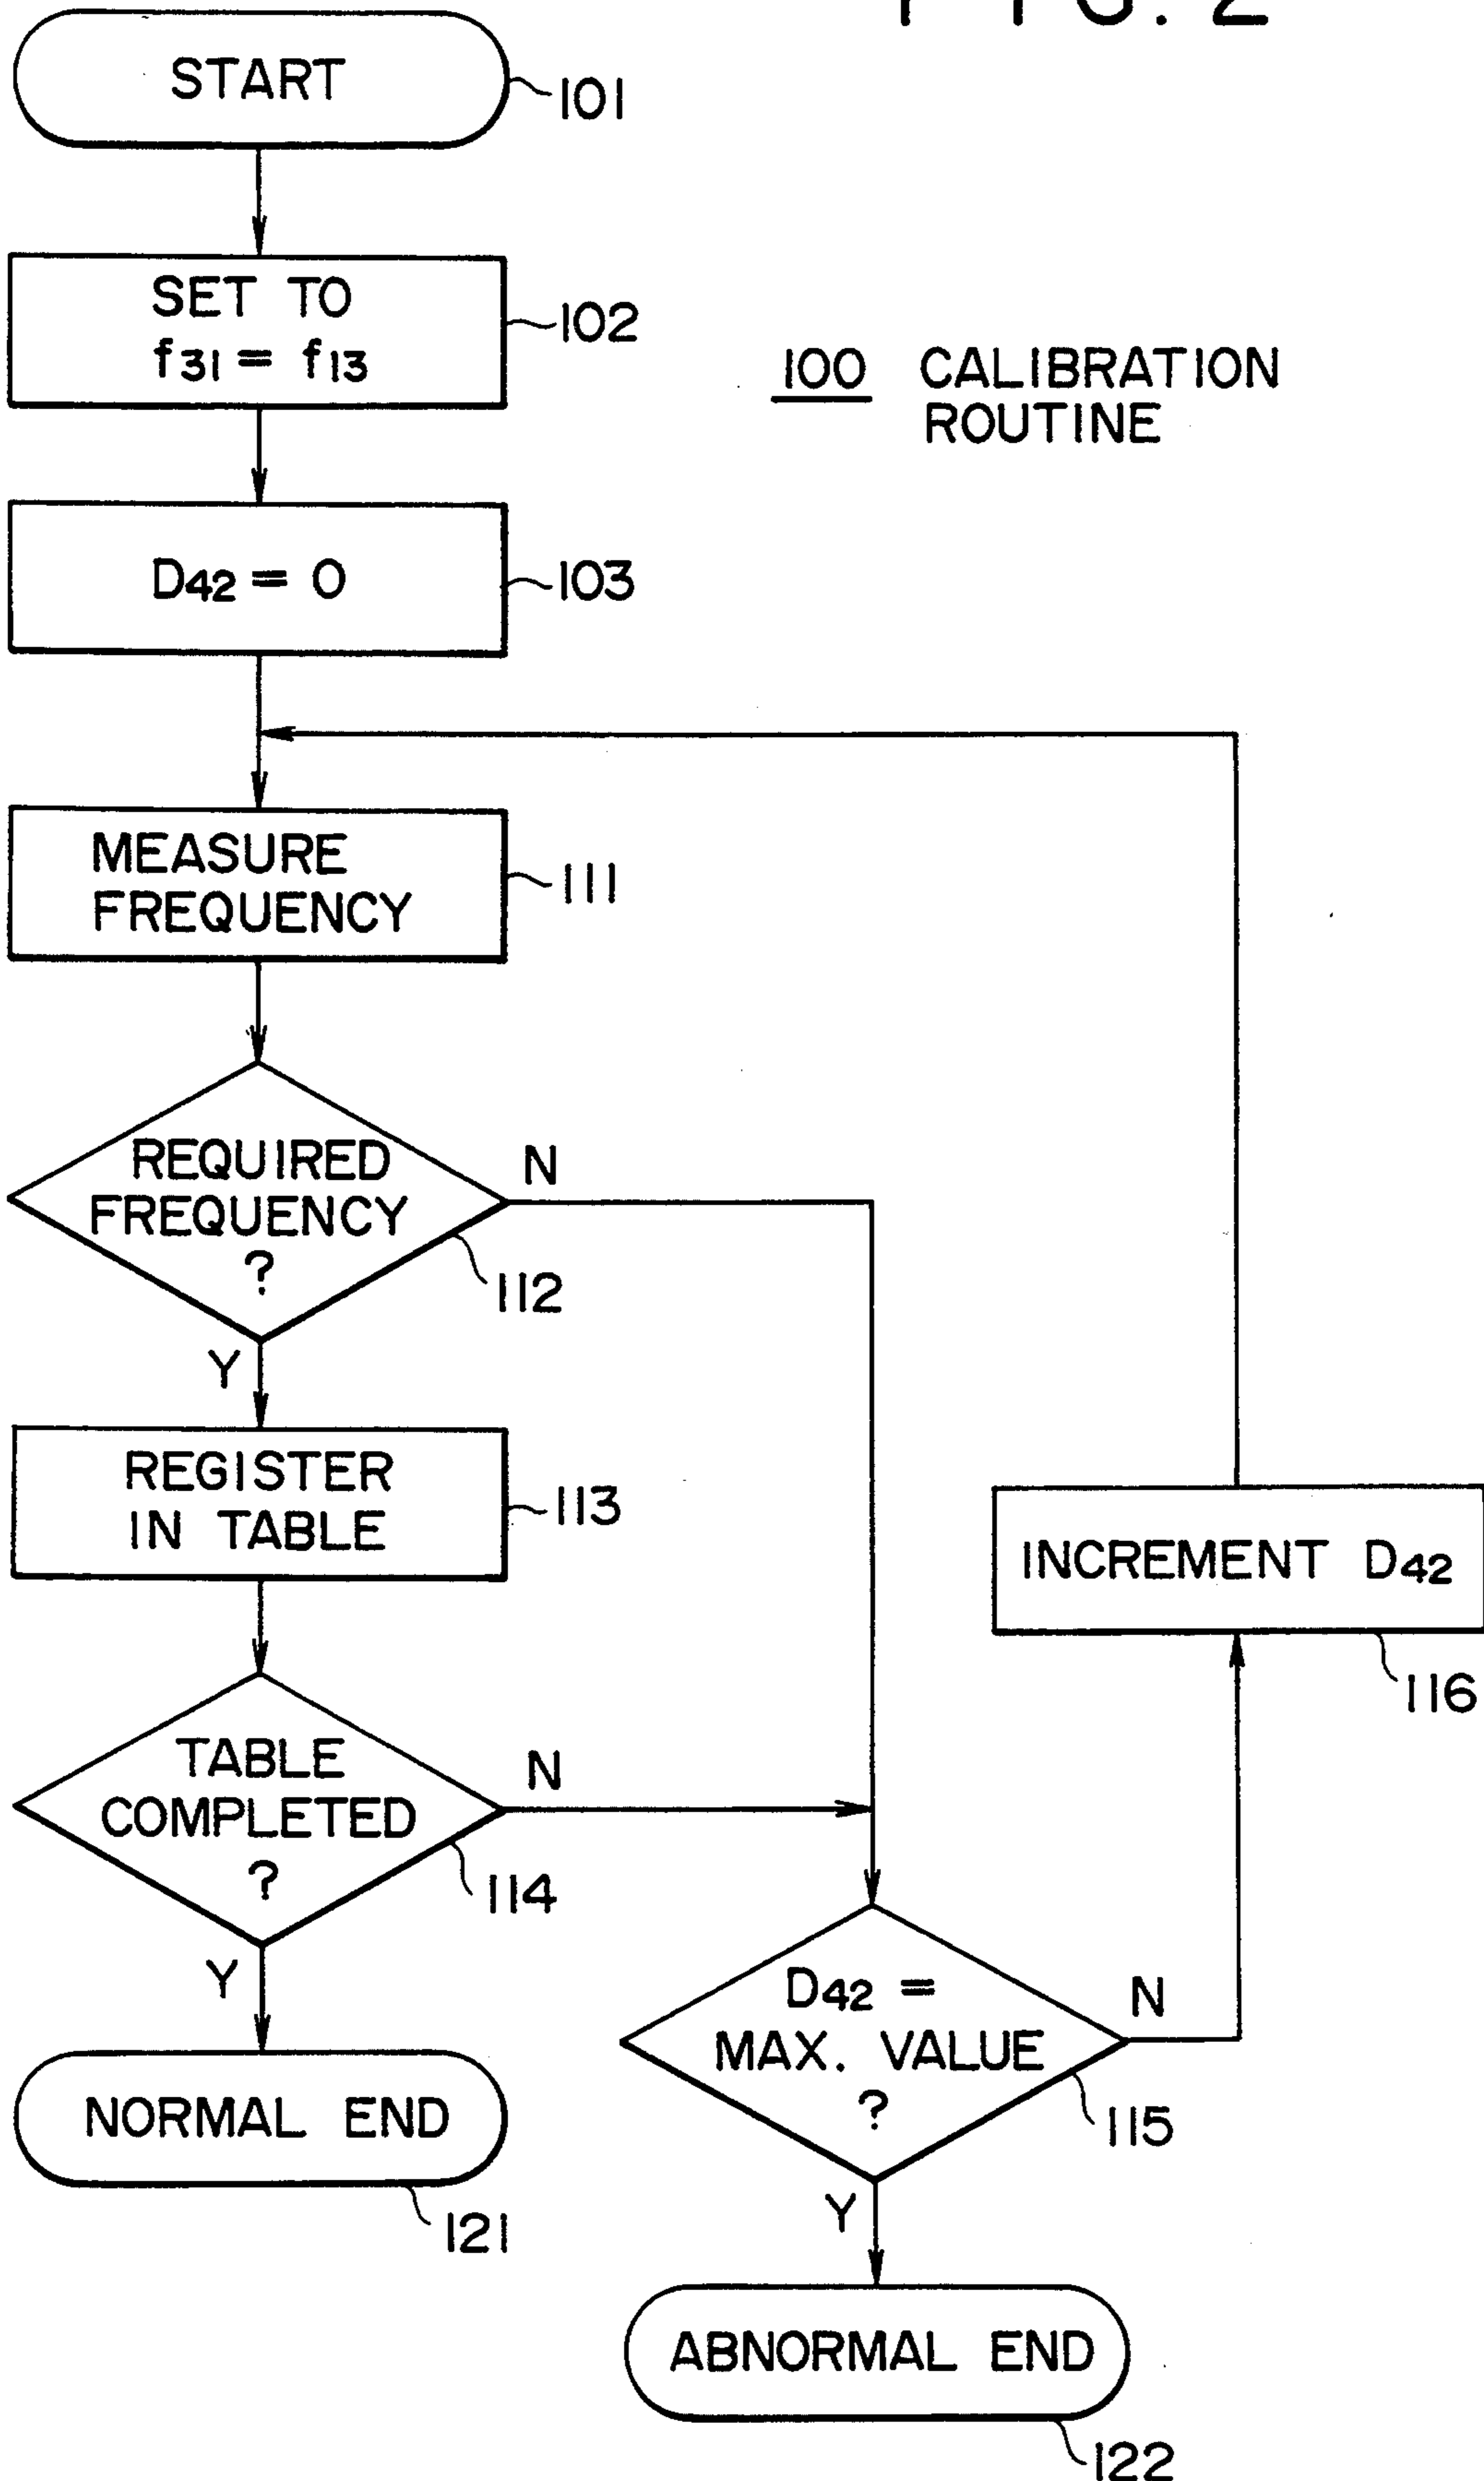 FIG. 2
START
101
SET TO
f31 = f13
102
100 CALIBRATION
ROUTINE
D42 = 0
103
MEASURE
FREQUENCY
111
REQUIRED
FREQUENCY
?
N
112
Y
REGISTER
IN TABLE
113
INCREMENT D42
116
TABLE
COMPLETED
?
N
114
Y
D42 =
MAX. VALUE
?
N
115
NORMAL END
121
Y
ABNORMAL END
122